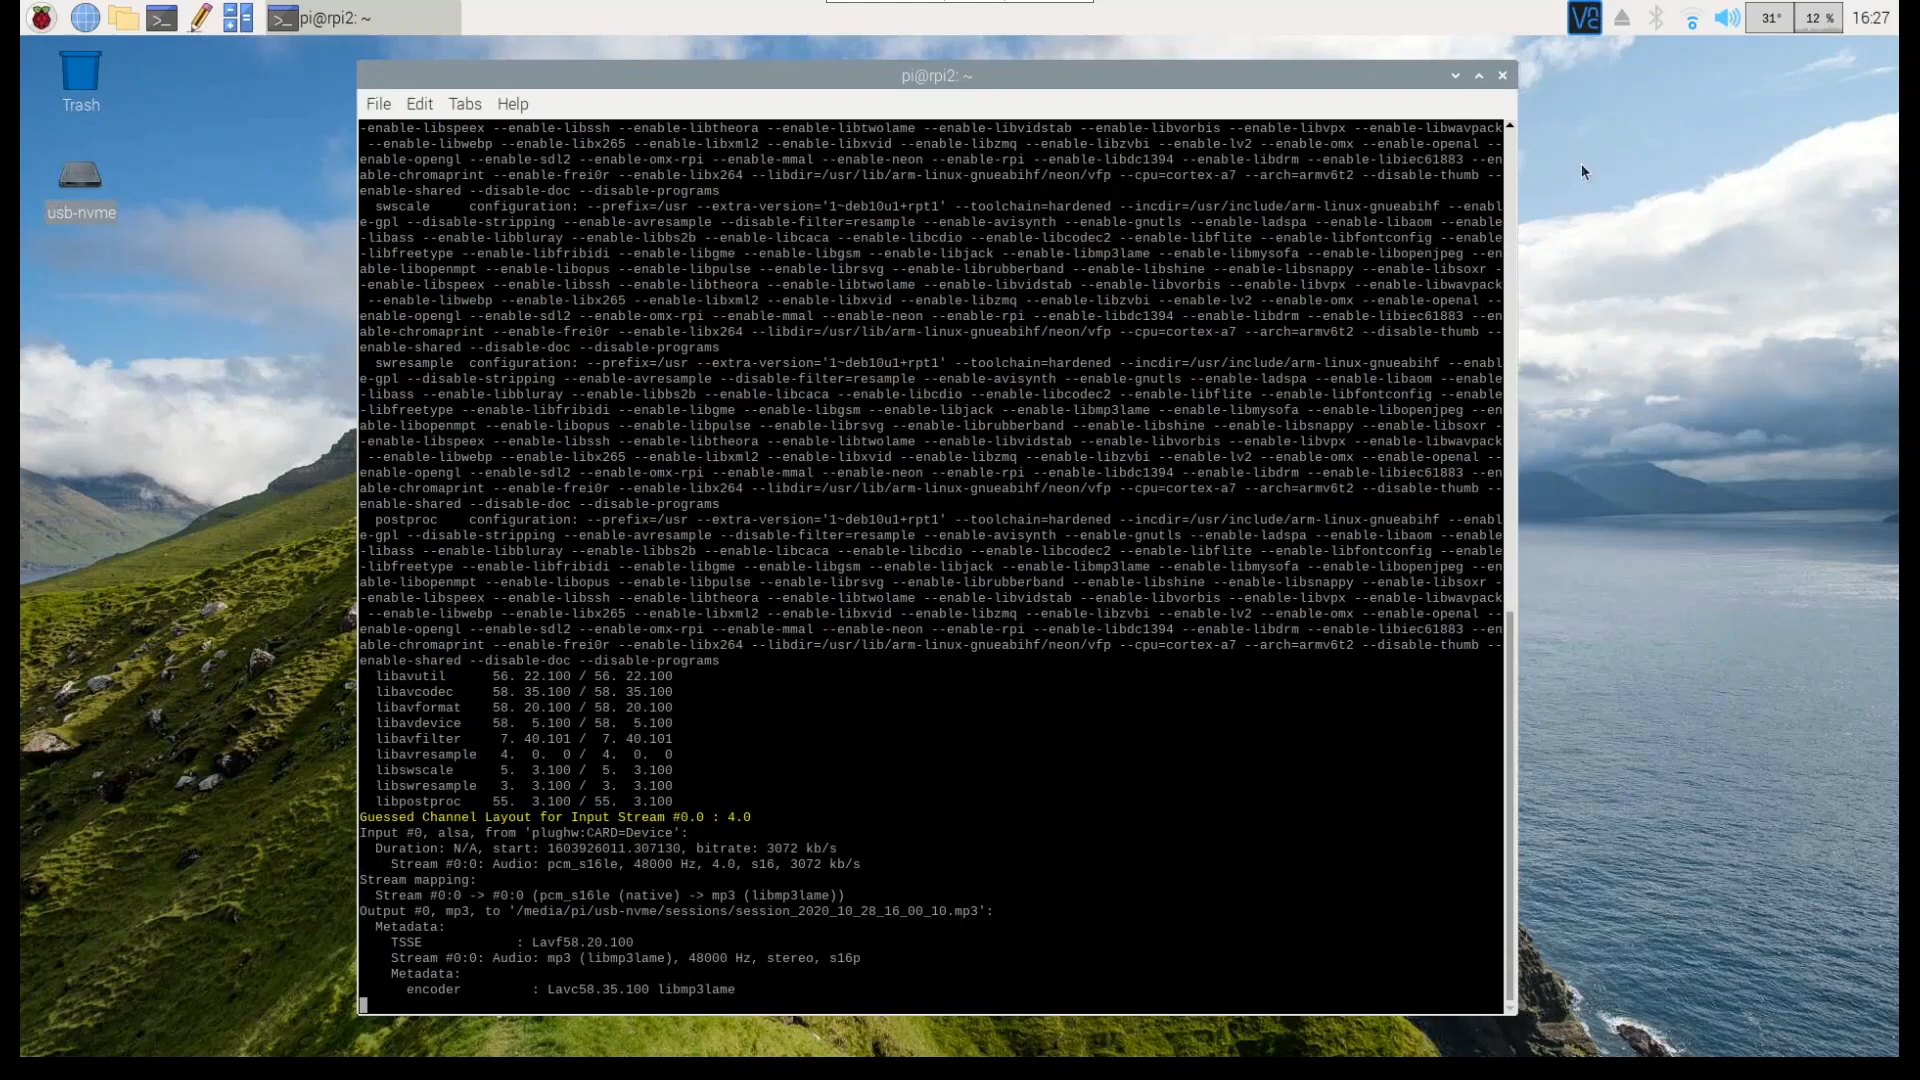 pi@rpi2: ~
31° 12 % 16:27
Trash
usb-nvme
pi@rpi2: ~
File Edit Tabs Help
-enable-libspeex --enable-libssh --enable-libtheora --enable-libtwolame --enable-libvidstab --enable-libvorbis --enable-libvpx --enable-libwavpack
--enable-libwebp --enable-libx265 --enable-libxml2 --enable-libxvid --enable-libzmq --enable-libzvbi --enable-lv2 --enable-omx --enable-openal --
enable-opengl --enable-sdl2 --enable-omx-rpi --enable-mmal --enable-neon --enable-rpi --enable-libdc1394 --enable-libdrm --enable-libiec61883 --en
able-chromaprint --enable-frei0r --enable-libx264 --libdir=/usr/lib/arm-linux-gnueabihf/neon/vfp --cpu=cortex-a7 --arch=armv6t2 --disable-thumb --
enable-shared --disable-doc --disable-programs
swscale configuration: --prefix=/usr --extra-version='1~deb10u1+rpt1' --toolchain=hardened --incdir=/usr/include/arm-linux-gnueabihf --enabl
e-gpl --disable-stripping --enable-avresample --disable-filter=resample --enable-avisynth --enable-gnutls --enable-ladspa --enable-libaom --enable
-libass --enable-libbluray --enable-libbs2b --enable-libcaca --enable-libcdio --enable-libcodec2 --enable-libflite --enable-libfontconfig --enable
-libfreetype --enable-libfribidi --enable-libgme --enable-libgsm --enable-libjack --enable-libmp3lame --enable-libmysofa --enable-libopenjpeg --en
able-libopenmpt --enable-libopus --enable-libpulse --enable-librsvg --enable-librubberband --enable-libshine --enable-libsnappy --enable-libsoxr -
-enable-libspeex --enable-libssh --enable-libtheora --enable-libtwolame --enable-libvidstab --enable-libvorbis --enable-libvpx --enable-libwavpack
--enable-libwebp --enable-libx265 --enable-libxml2 --enable-libxvid --enable-libzmq --enable-libzvbi --enable-lv2 --enable-omx --enable-openal --
enable-opengl --enable-sdl2 --enable-omx-rpi --enable-mmal --enable-neon --enable-rpi --enable-libdc1394 --enable-libdrm --enable-libiec61883 --en
able-chromaprint --enable-frei0r --enable-libx264 --libdir=/usr/lib/arm-linux-gnueabihf/neon/vfp --cpu=cortex-a7 --arch=armv6t2 --disable-thumb --
enable-shared --disable-doc --disable-programs
swresample configuration: --prefix=/usr --extra-version='1~deb10u1+rpt1' --toolchain=hardened --incdir=/usr/include/arm-linux-gnueabihf --enabl
e-gpl --disable-stripping --enable-avresample --disable-filter=resample --enable-avisynth --enable-gnutls --enable-ladspa --enable-libaom --enable
-libass --enable-libbluray --enable-libbs2b --enable-libcaca --enable-libcdio --enable-libcodec2 --enable-libflite --enable-libfontconfig --enable
-libfreetype --enable-libfribidi --enable-libgme --enable-libgsm --enable-libjack --enable-libmp3lame --enable-libmysofa --enable-libopenjpeg --en
able-libopenmpt --enable-libopus --enable-libpulse --enable-librsvg --enable-librubberband --enable-libshine --enable-libsnappy --enable-libsoxr -
-enable-libspeex --enable-libssh --enable-libtheora --enable-libtwolame --enable-libvidstab --enable-libvorbis --enable-libvpx --enable-libwavpack
--enable-libwebp --enable-libx265 --enable-libxml2 --enable-libxvid --enable-libzmq --enable-libzvbi --enable-lv2 --enable-omx --enable-openal --
enable-opengl --enable-sdl2 --enable-omx-rpi --enable-mmal --enable-neon --enable-rpi --enable-libdc1394 --enable-libdrm --enable-libiec61883 --en
able-chromaprint --enable-frei0r --enable-libx264 --libdir=/usr/lib/arm-linux-gnueabihf/neon/vfp --cpu=cortex-a7 --arch=armv6t2 --disable-thumb --
enable-shared --disable-doc --disable-programs
postproc configuration: --prefix=/usr --extra-version='1~deb10u1+rpt1' --toolchain=hardened --incdir=/usr/include/arm-linux-gnueabihf --enabl
e-gpl --disable-stripping --enable-avresample --disable-filter=resample --enable-avisynth --enable-gnutls --enable-ladspa --enable-libaom --enable
-libass --enable-libbluray --enable-libbs2b --enable-libcaca --enable-libcdio --enable-libcodec2 --enable-libflite --enable-libfontconfig --enable
-libfreetype --enable-libfribidi --enable-libgme --enable-libgsm --enable-libjack --enable-libmp3lame --enable-libmysofa --enable-libopenjpeg --en
able-libopenmpt --enable-libopus --enable-libpulse --enable-librsvg --enable-librubberband --enable-libshine --enable-libsnappy --enable-libsoxr -
-enable-libspeex --enable-libssh --enable-libtheora --enable-libtwolame --enable-libvidstab --enable-libvorbis --enable-libvpx --enable-libwavpack
--enable-libwebp --enable-libx265 --enable-libxml2 --enable-libxvid --enable-libzmq --enable-libzvbi --enable-lv2 --enable-omx --enable-openal --
enable-opengl --enable-sdl2 --enable-omx-rpi --enable-mmal --enable-neon --enable-rpi --enable-libdc1394 --enable-libdrm --enable-libiec61883 --en
able-chromaprint --enable-frei0r --enable-libx264 --libdir=/usr/lib/arm-linux-gnueabihf/neon/vfp --cpu=cortex-a7 --arch=armv6t2 --disable-thumb --
enable-shared --disable-doc --disable-programs
libavutil 56. 22.100 / 56. 22.100
libavcodec 58. 35.100 / 58. 35.100
libavformat 58. 20.100 / 58. 20.100
libavdevice 58. 5.100 / 58. 5.100
libavfilter 7. 40.101 / 7. 40.101
libavresample 4. 0. 0 / 4. 0. 0
libswscale 5. 3.100 / 5. 3.100
libswresample 3. 3.100 / 3. 3.100
libpostproc 55. 3.100 / 55. 3.100
Guessed Channel Layout for Input Stream #0.0 : 4.0
Input #0, alsa, from 'plughw:CARD=Device':
Duration: N/A, start: 1603926011.307130, bitrate: 3072 kb/s
Stream #0:0: Audio: pcm_s16le, 48000 Hz, 4.0, s16, 3072 kb/s
Stream mapping:
Stream #0:0 -> #0:0 (pcm_s16le (native) -> mp3 (libmp3lame))
Output #0, mp3, to '/media/pi/usb-nvme/sessions/session_2020_10_28_16_00_10.mp3':
Metadata:
TSSE : Lavf58.20.100
Stream #0:0: Audio: mp3 (libmp3lame), 48000 Hz, stereo, s16p
Metadata:
encoder : Lavc58.35.100 libmp3lame